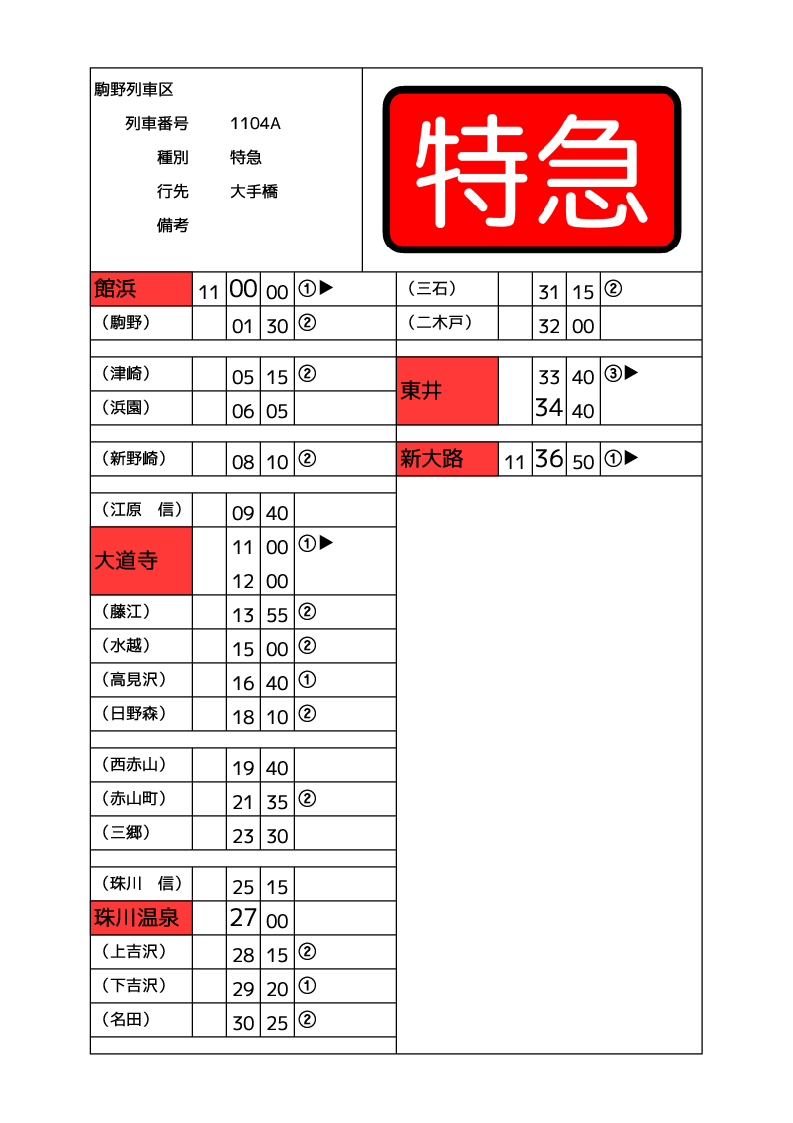 駒野列車区
列車番号 1104A
種別 特急
行先 大手橋
備考
特急
館浜 11 00 00 ①▶
（駒野） 01 30 ②
（津崎） 05 15 ②
（浜園） 06 05
（新野崎） 08 10 ②
（江原　信） 09 40
大道寺 11 00 ①▶
12 00
（藤江） 13 55 ②
（水越） 15 00 ②
（高見沢） 16 40 ①
（日野森） 18 10 ②
（西赤山） 19 40
（赤山町） 21 35 ②
（三郷） 23 30
（珠川　信） 25 15
珠川温泉 27 00
（上吉沢） 28 15 ②
（下吉沢） 29 20 ①
（名田） 30 25 ②
（三石） 31 15 ②
（二木戸） 32 00
東井 33 40 ③▶
34 40
新大路 11 36 50 ①▶